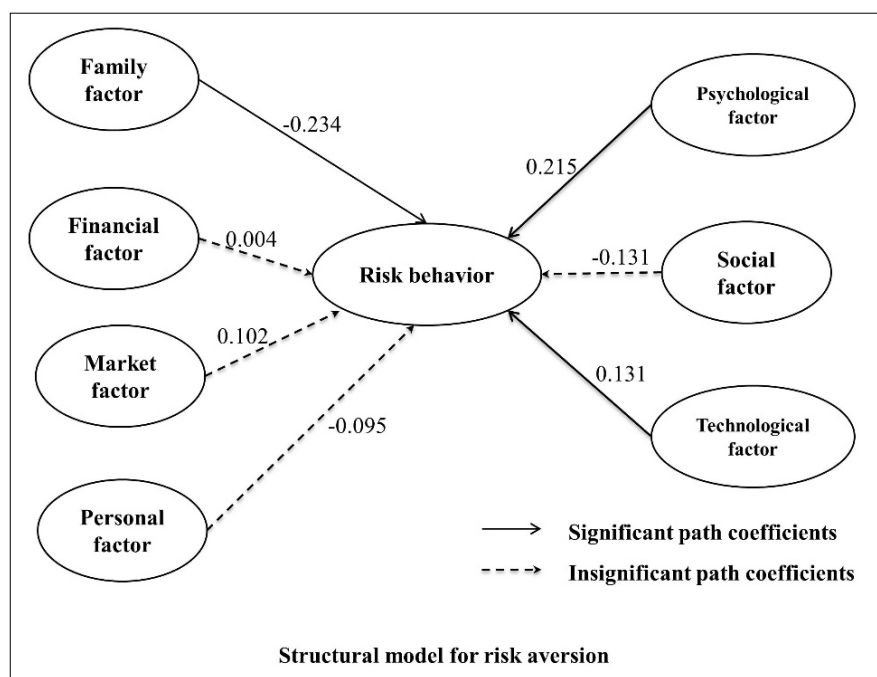 Family
factor
-0.234
Financial
factor
0.004
Market
factor
0.102
Personal
factor
-0.095
Risk behavior
Psychological
factor
0.215
Social
factor
-0.131
Technological
factor
0.131
Significant path coefficients
Insignificant path coefficients
Structural model for risk aversion